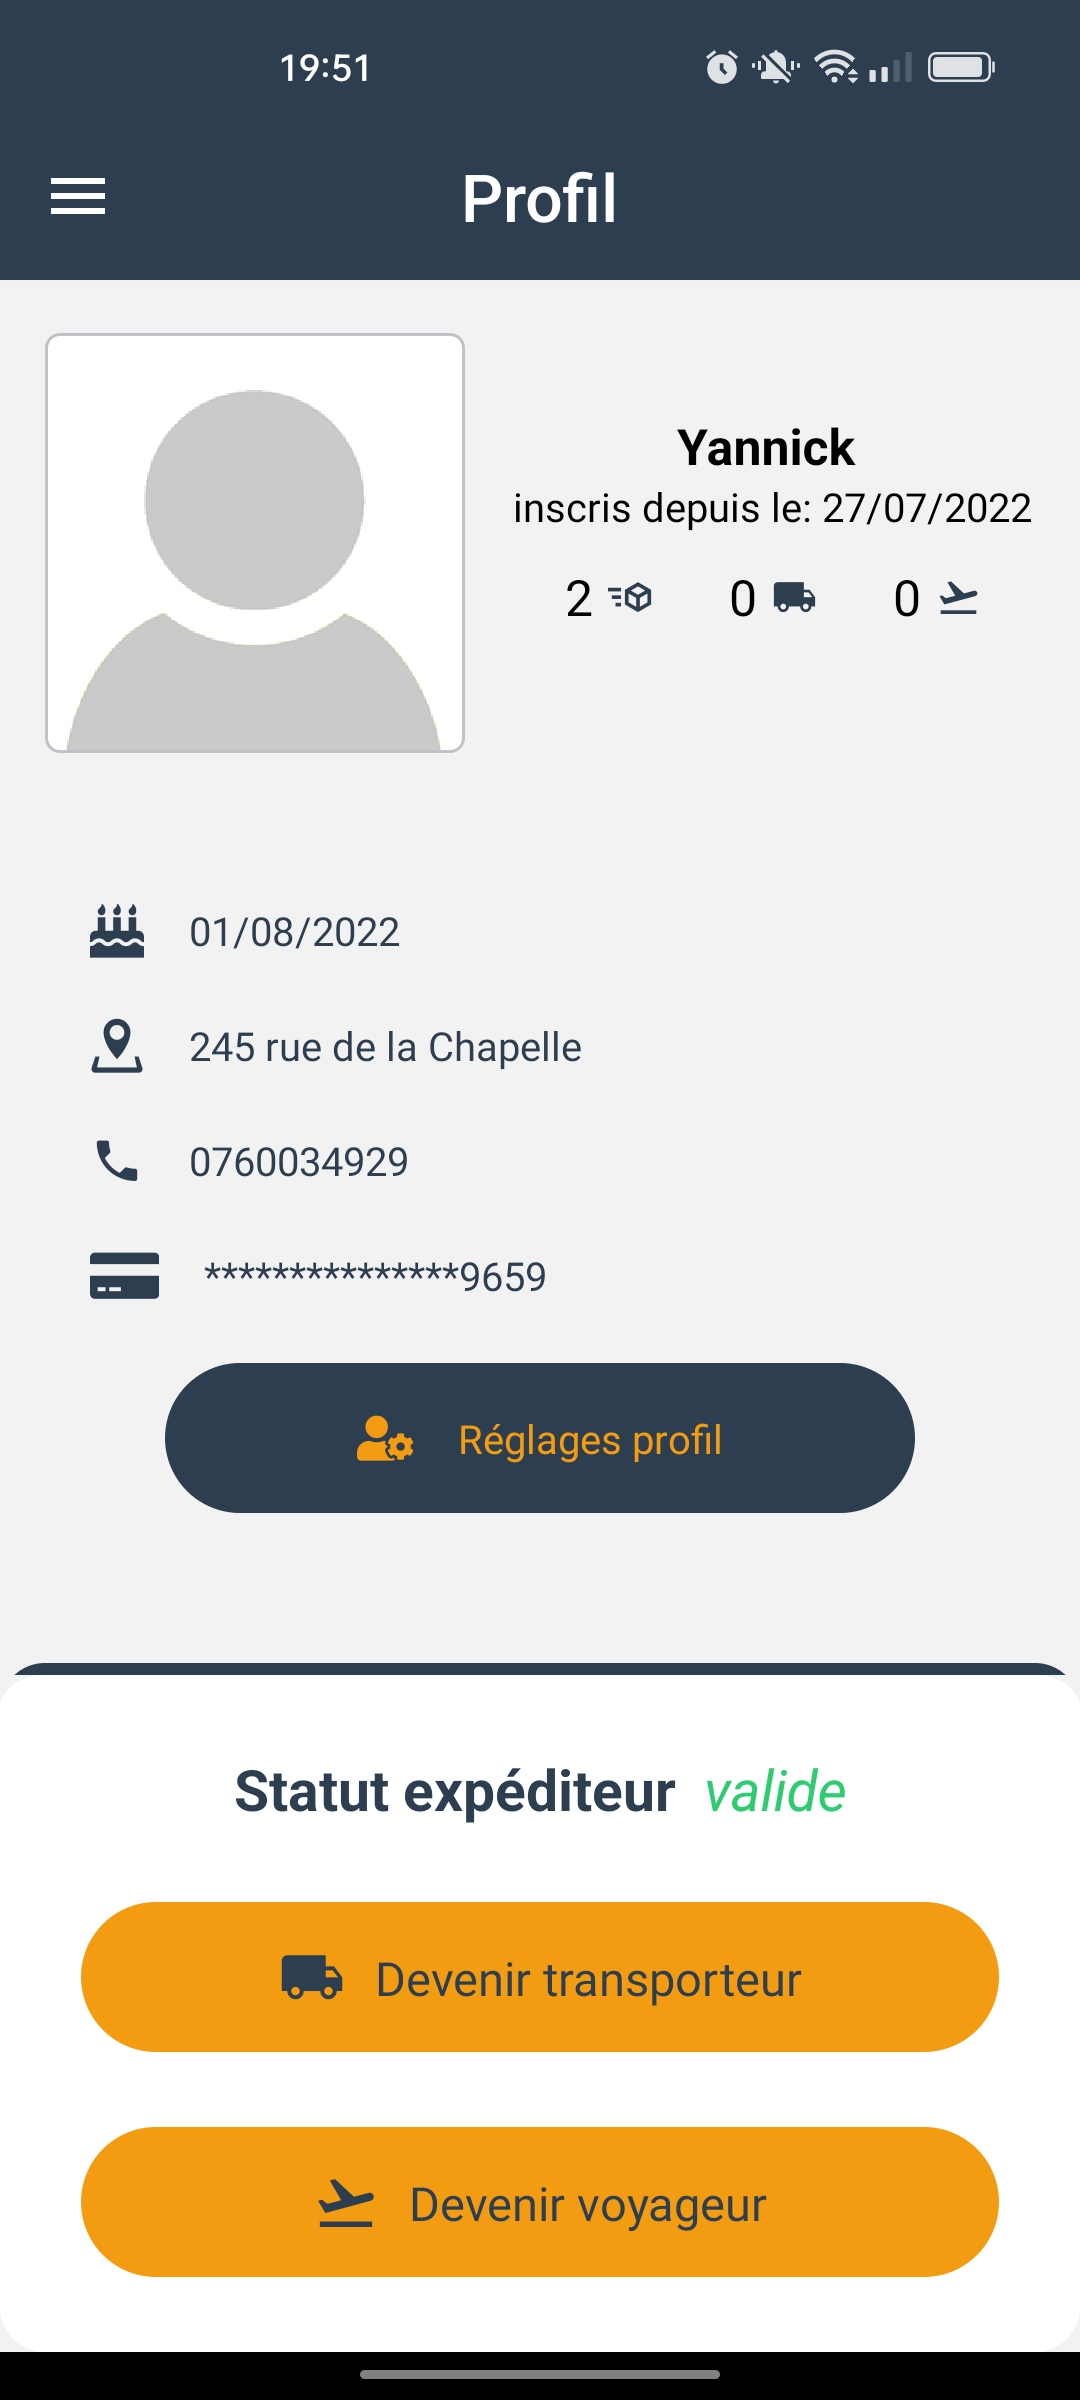 19:51
Profil
Yannick
inscris depuis le: 27/07/2022
2 0 0
01/08/2022
245 rue de la Chapelle
0760034929
***************9659
Réglages profil
Statut expéditeur valide
Devenir transporteur
Devenir voyageur